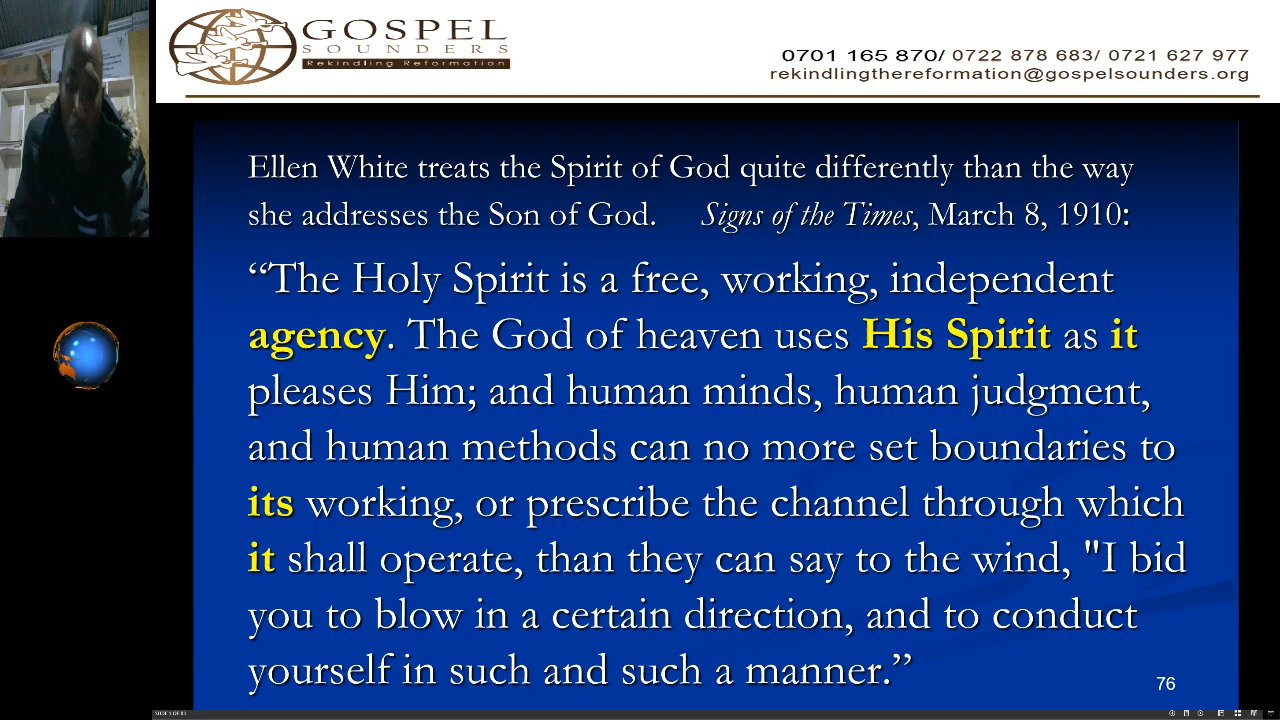 GOSPEL
SOUNDERS
Rekindling Reformation
0701 165 870/ 0722 878 683/ 0721 627 977
rekindlingthereformation@gospelsounders.org
Ellen White treats the Spirit of God quite differently than the way
she addresses the Son of God. Signs of the Times, March 8, 1910:
“The Holy Spirit is a free, working, independent
agency. The God of heaven uses His Spirit as it
pleases Him; and human minds, human judgment,
and human methods can no more set boundaries to
its working, or prescribe the channel through which
it shall operate, than they can say to the wind, "I bid
you to blow in a certain direction, and to conduct
yourself in such and such a manner.”
76